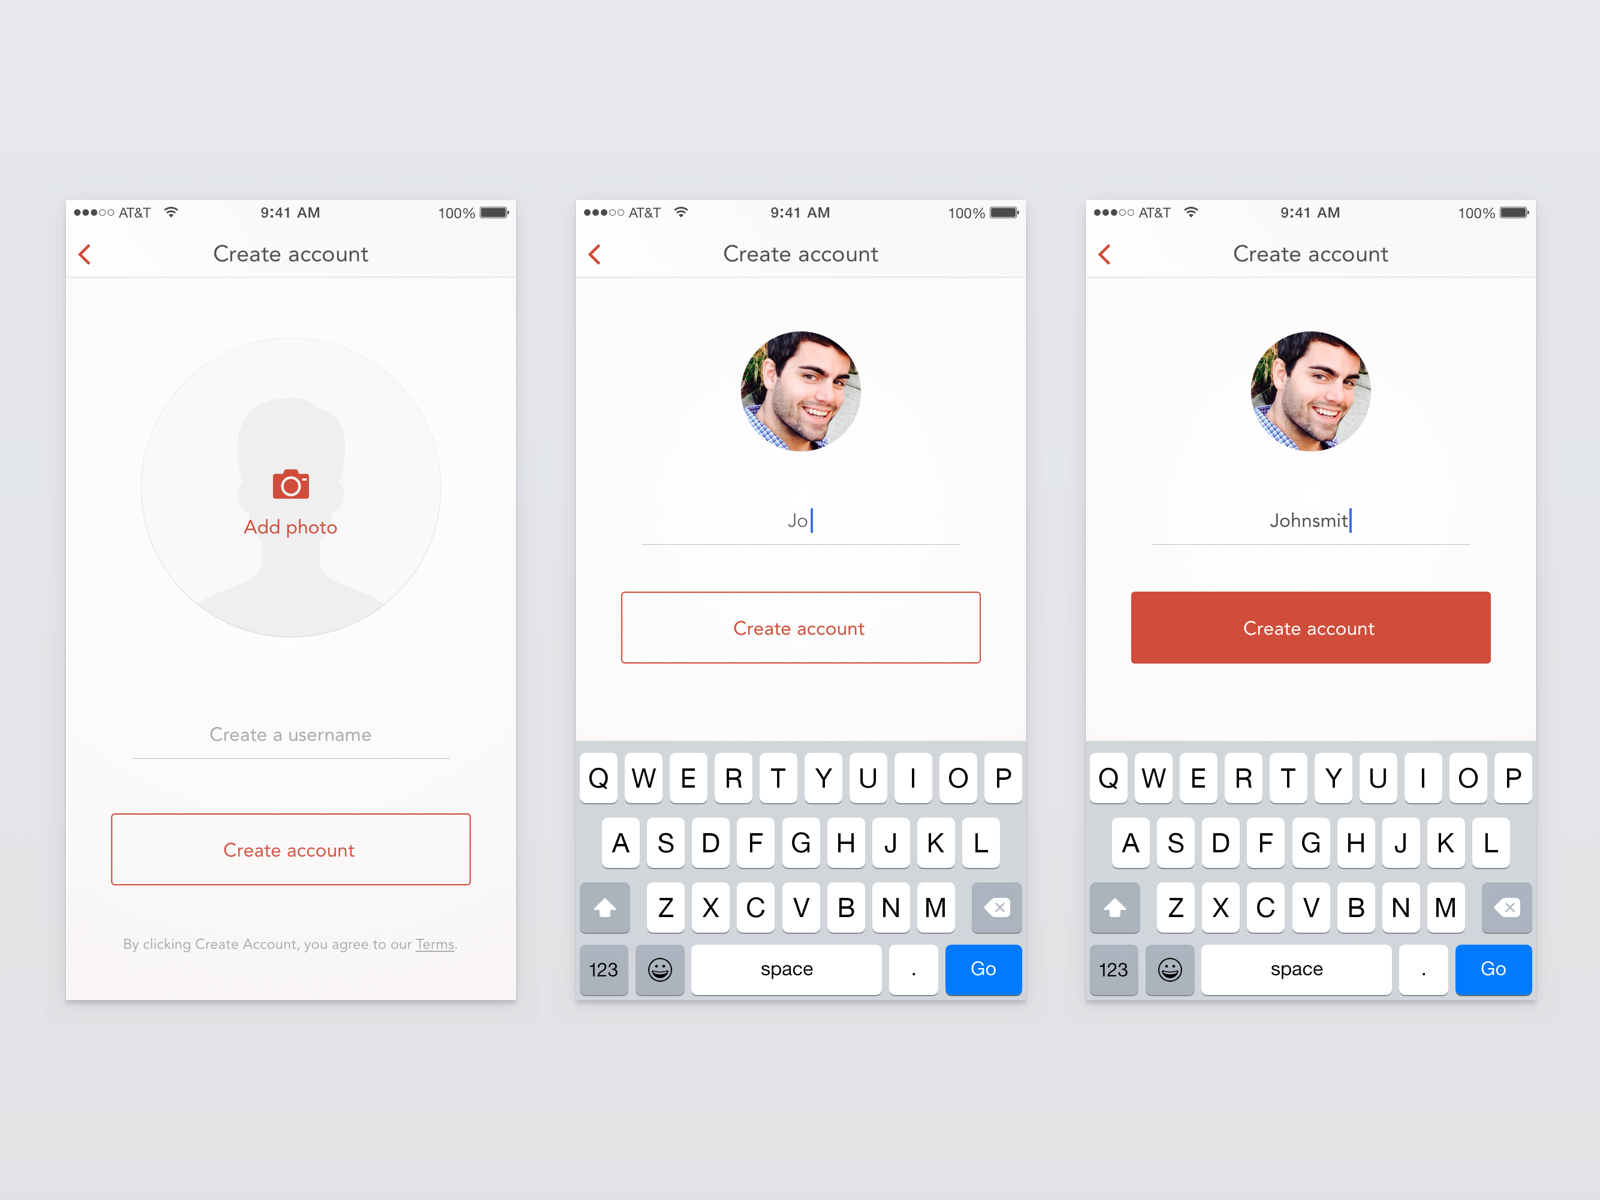 AT&T 9:41 AM 100%
Create account
Add photo
Create a username
Create account
By clicking Create Account, you agree to our Terms.
AT&T 9:41 AM 100%
Create account
Jo
Create account
Q W E R T Y U I O P
A S D F G H J K L
Z X C V B N M
123 space . Go
AT&T 9:41 AM 100%
Create account
Johnsmit
Create account
Q W E R T Y U I O P
A S D F G H J K L
Z X C V B N M
123 space . Go